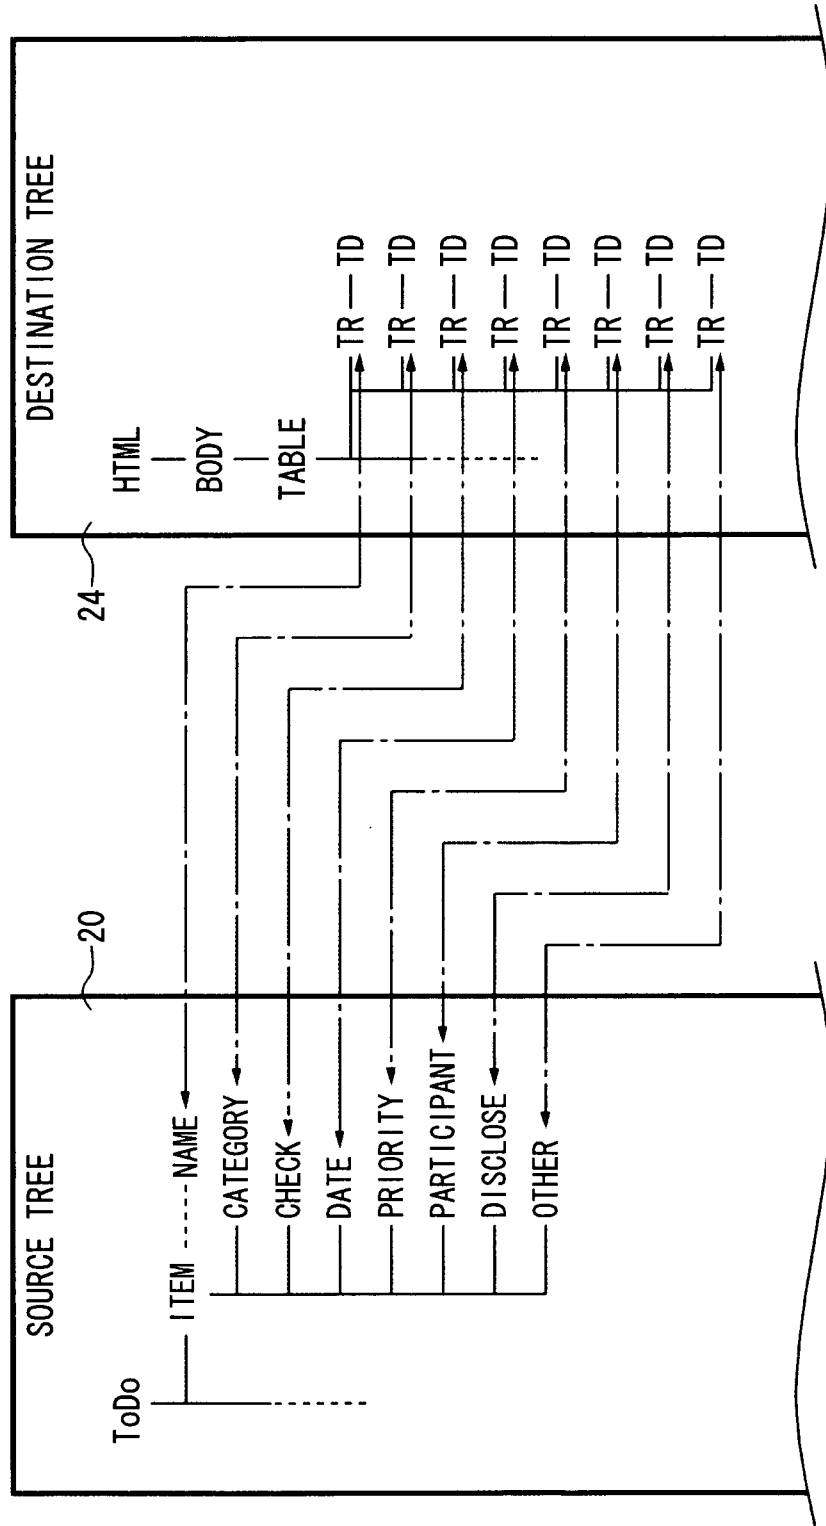 SOURCE TREE
20
ToDo
ITEM
NAME
CATEGORY
CHECK
DATE
PRIORITY
PARTICIPANT
DISCLOSE
OTHER
DESTINATION TREE
24
HTML
BODY
TABLE
TR — TD
TR — TD
TR — TD
TR — TD
TR — TD
TR — TD
TR — TD
TR — TD